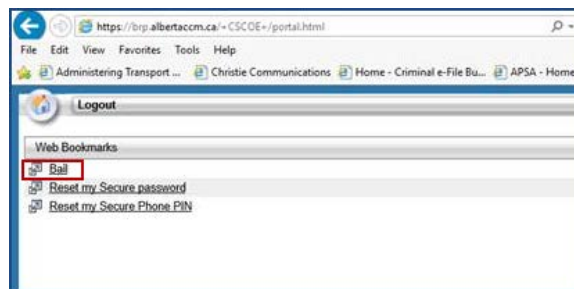 https://brp.albertaccm.ca/+CSCOE+/portal.html
File Edit View Favorites Tools Help
Administering Transport ... Christie Communications Home - Criminal e-File Bu... APSA - Home
Logout
Web Bookmarks
Bail
Reset my Secure password
Reset my Secure Phone PIN